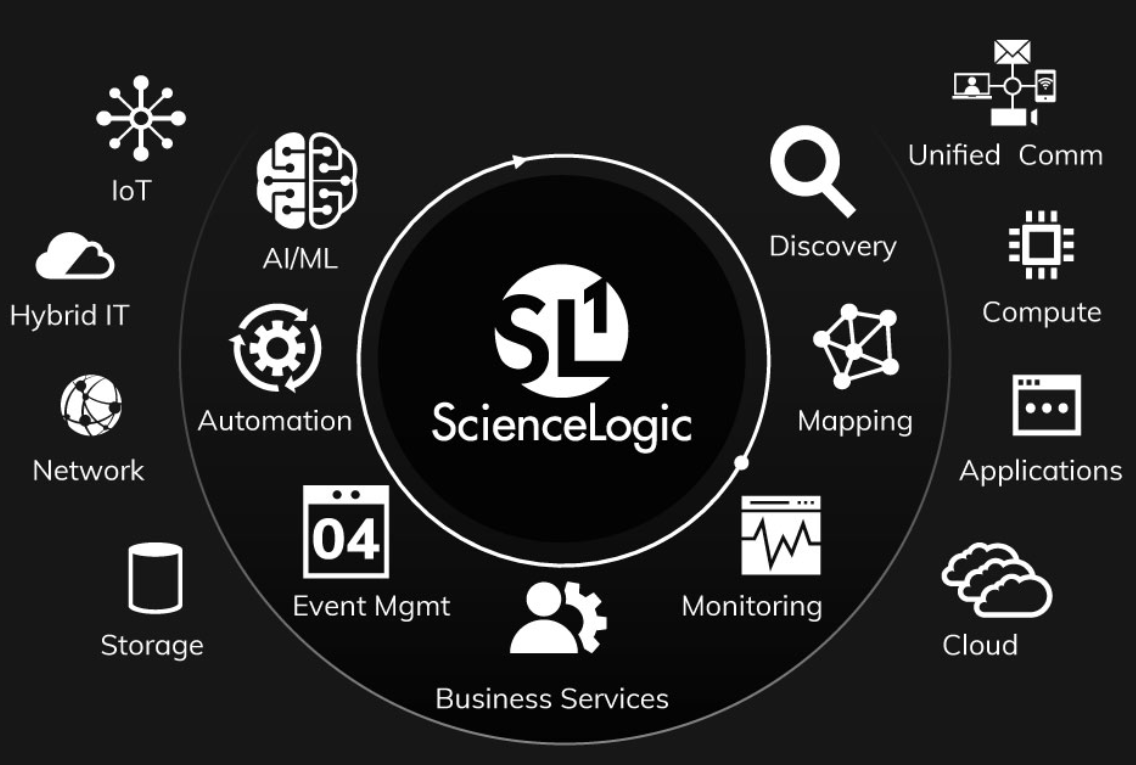 Unified Comm
IoT
AI/ML
Discovery
Hybrid IT
Compute
SL1
ScienceLogic
Automation
Mapping
Network
Applications
04
Event Mgmt
Monitoring
Storage
Cloud
Business Services